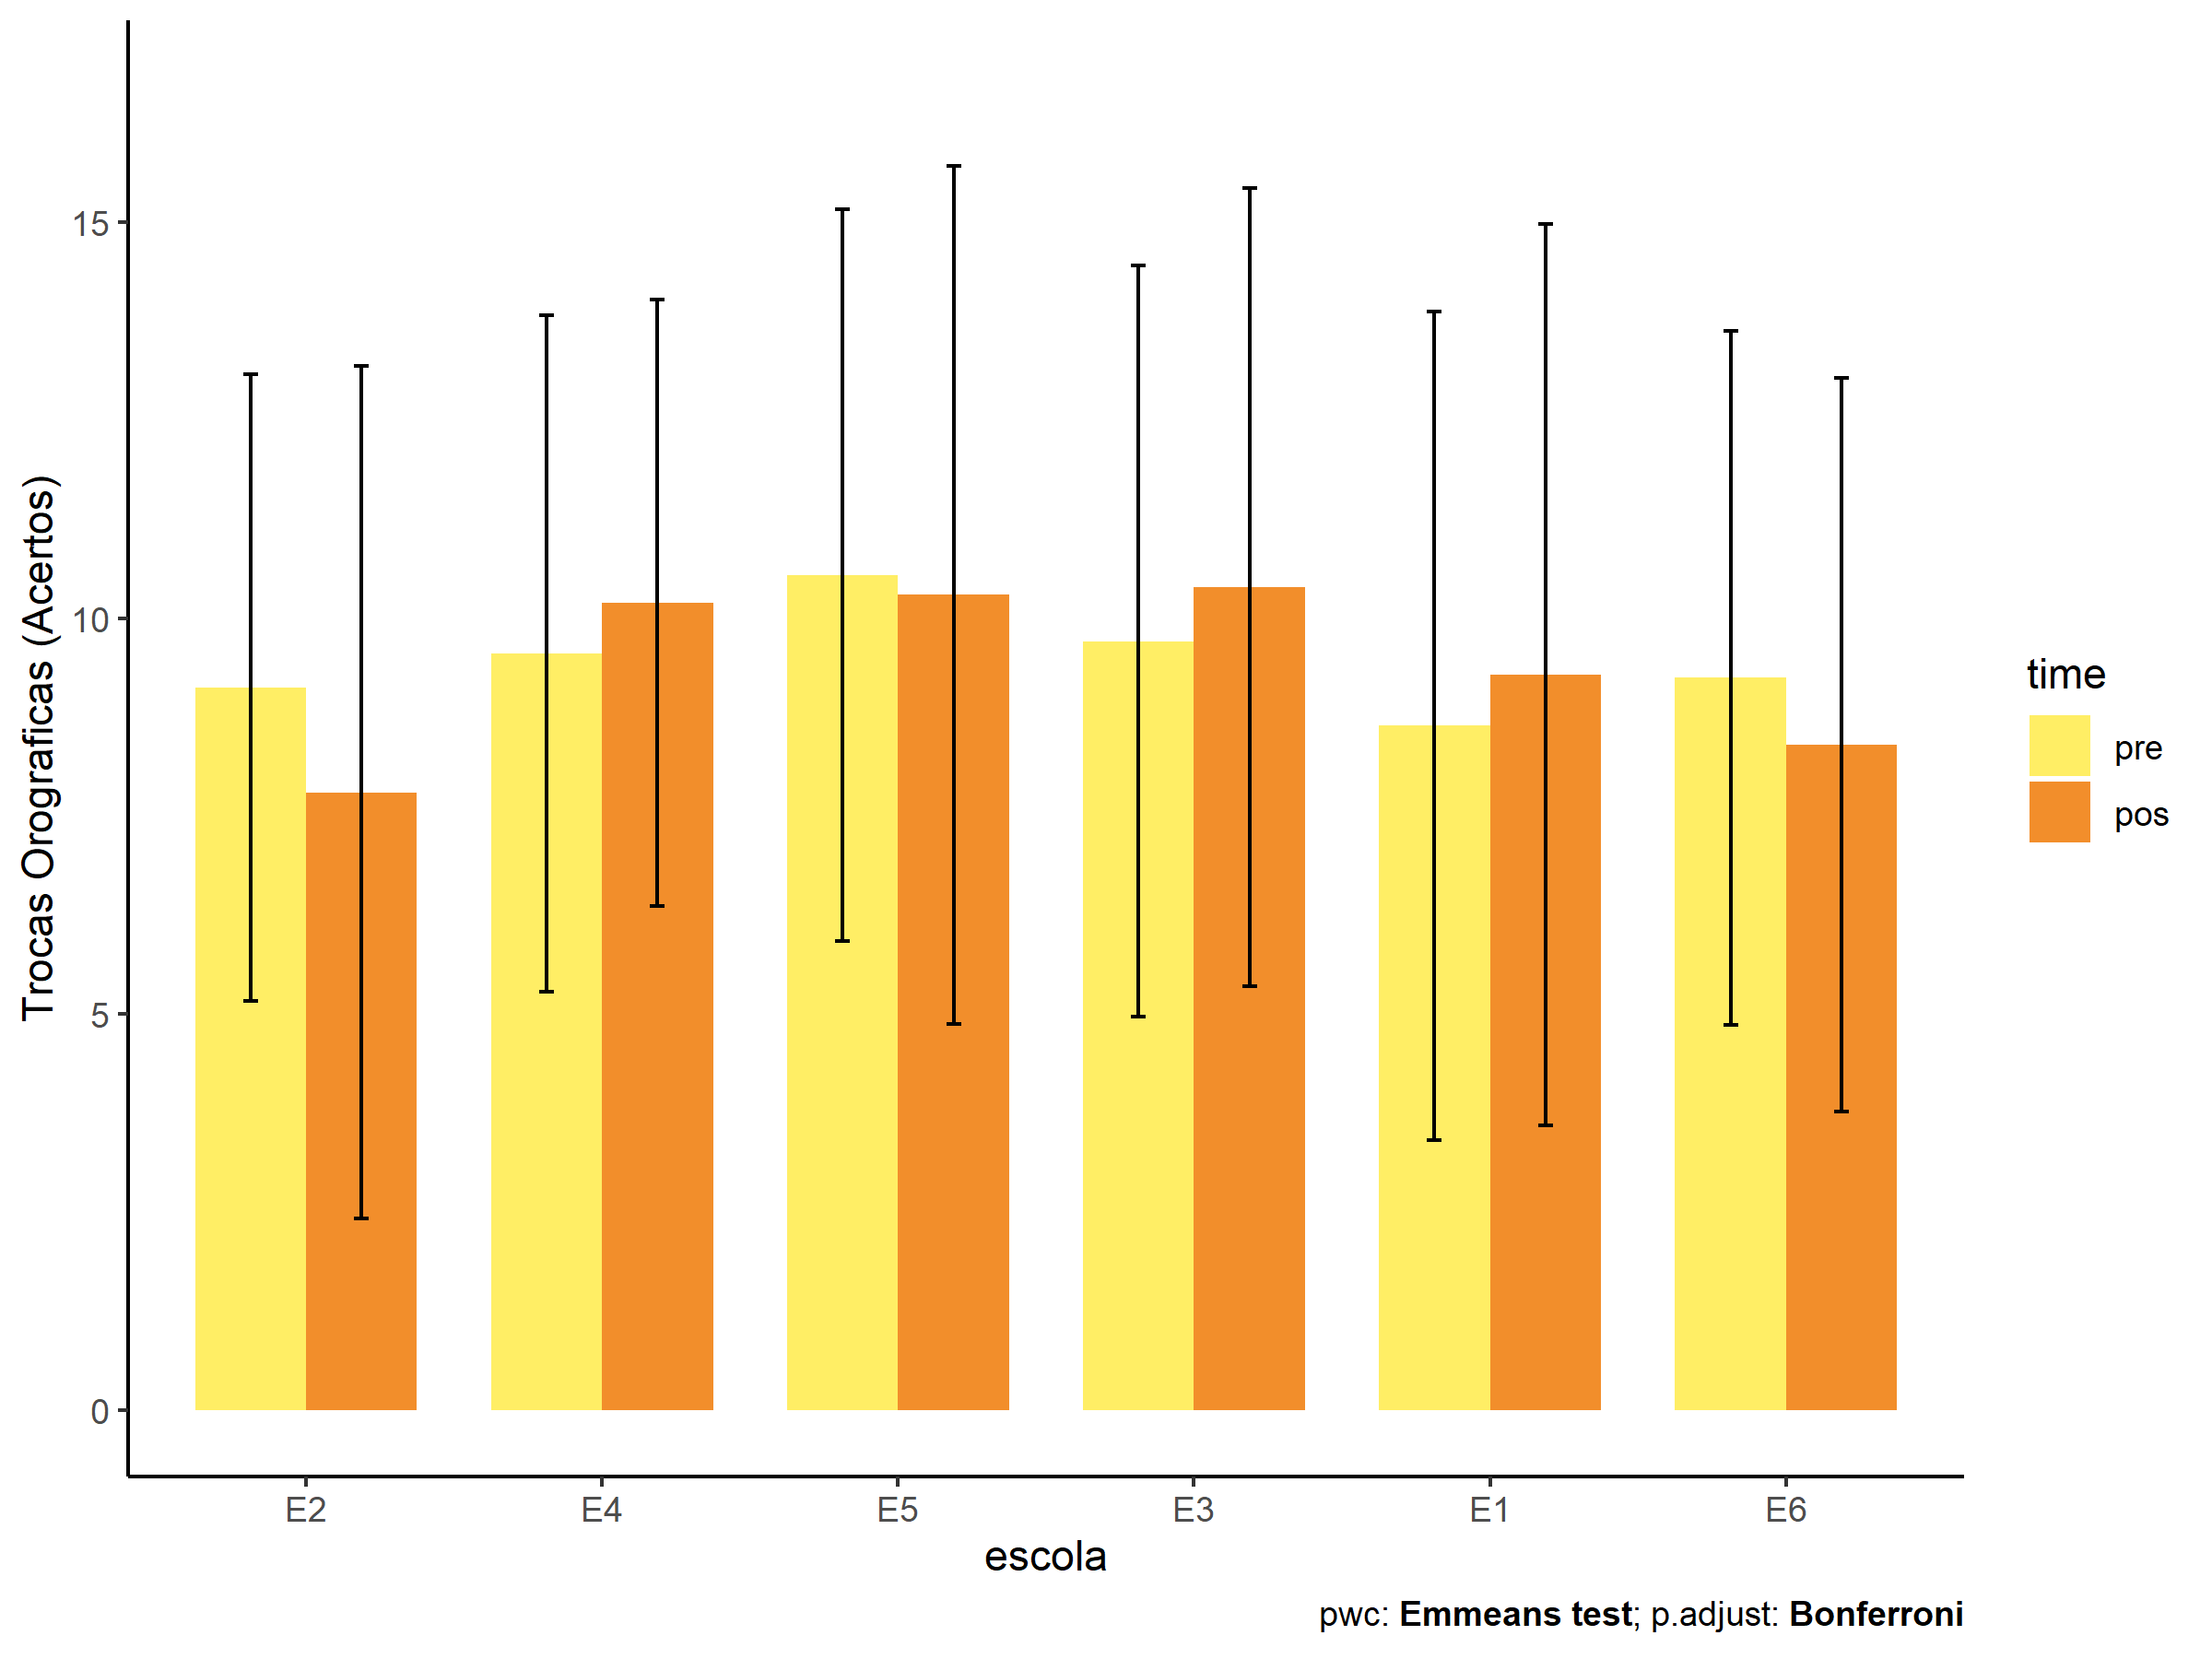 Trocas Orograficas (Acertos)
15
10
5
0
E2 E4 E5 E3 E1 E6
escola
time
pre
pos
pwc: Emmeans test; p.adjust: Bonferroni